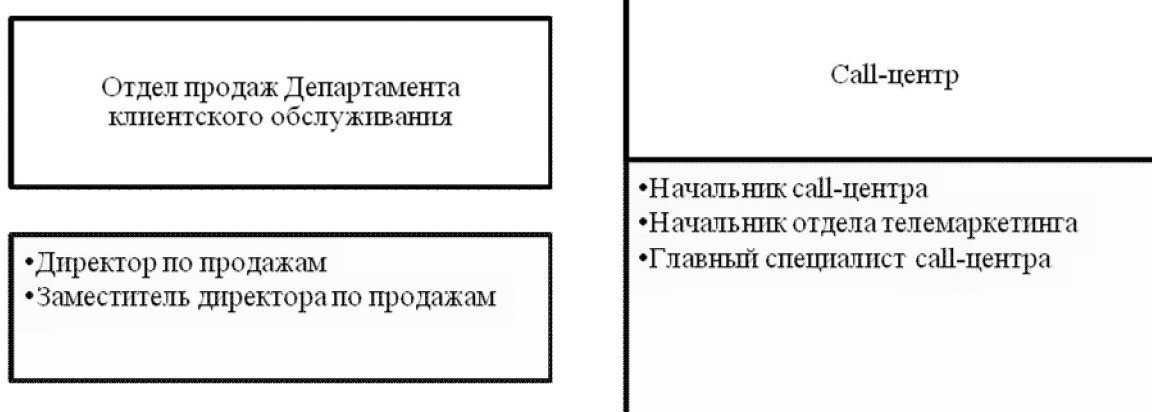 Отдел продаж Департамента
клиентского обслуживания
•Директор по продажам
•Заместитель директора по продажам
Call-центр
•Начальник call-центра
•Начальник отдела телемаркетинга
•Главный специалист call-центра